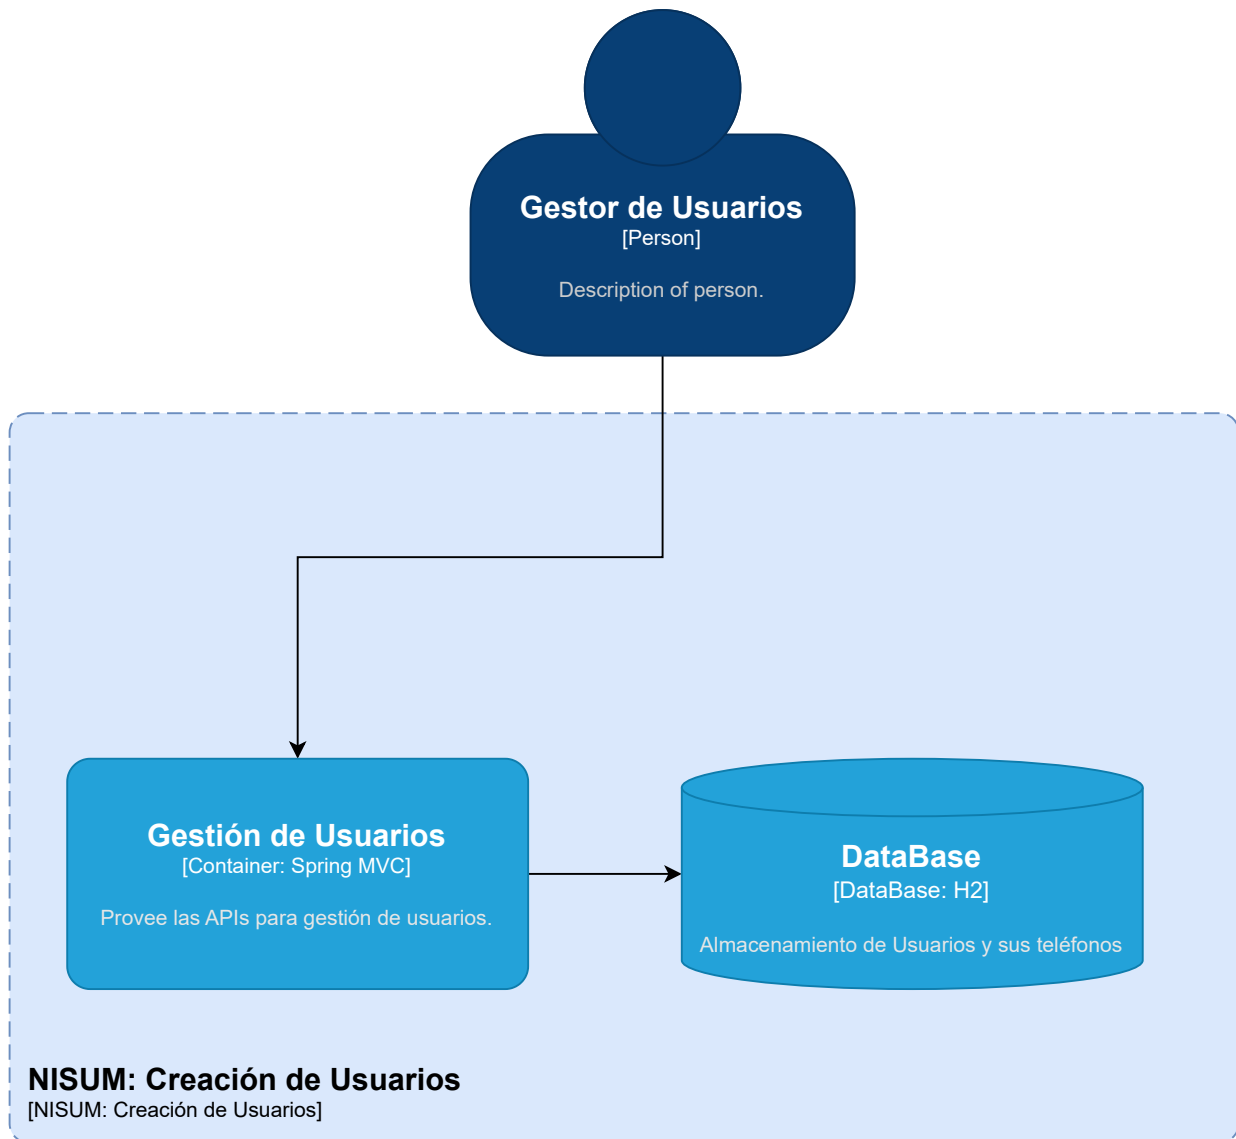 Gestor de Usuarios
[Person]
Description of person.
Gestión de Usuarios
[Container: Spring MVC]
Provee las APIs para gestión de usuarios.
DataBase
[DataBase: H2]
Almacenamiento de Usuarios y sus teléfonos
NISUM: Creación de Usuarios
[NISUM: Creación de Usuarios]